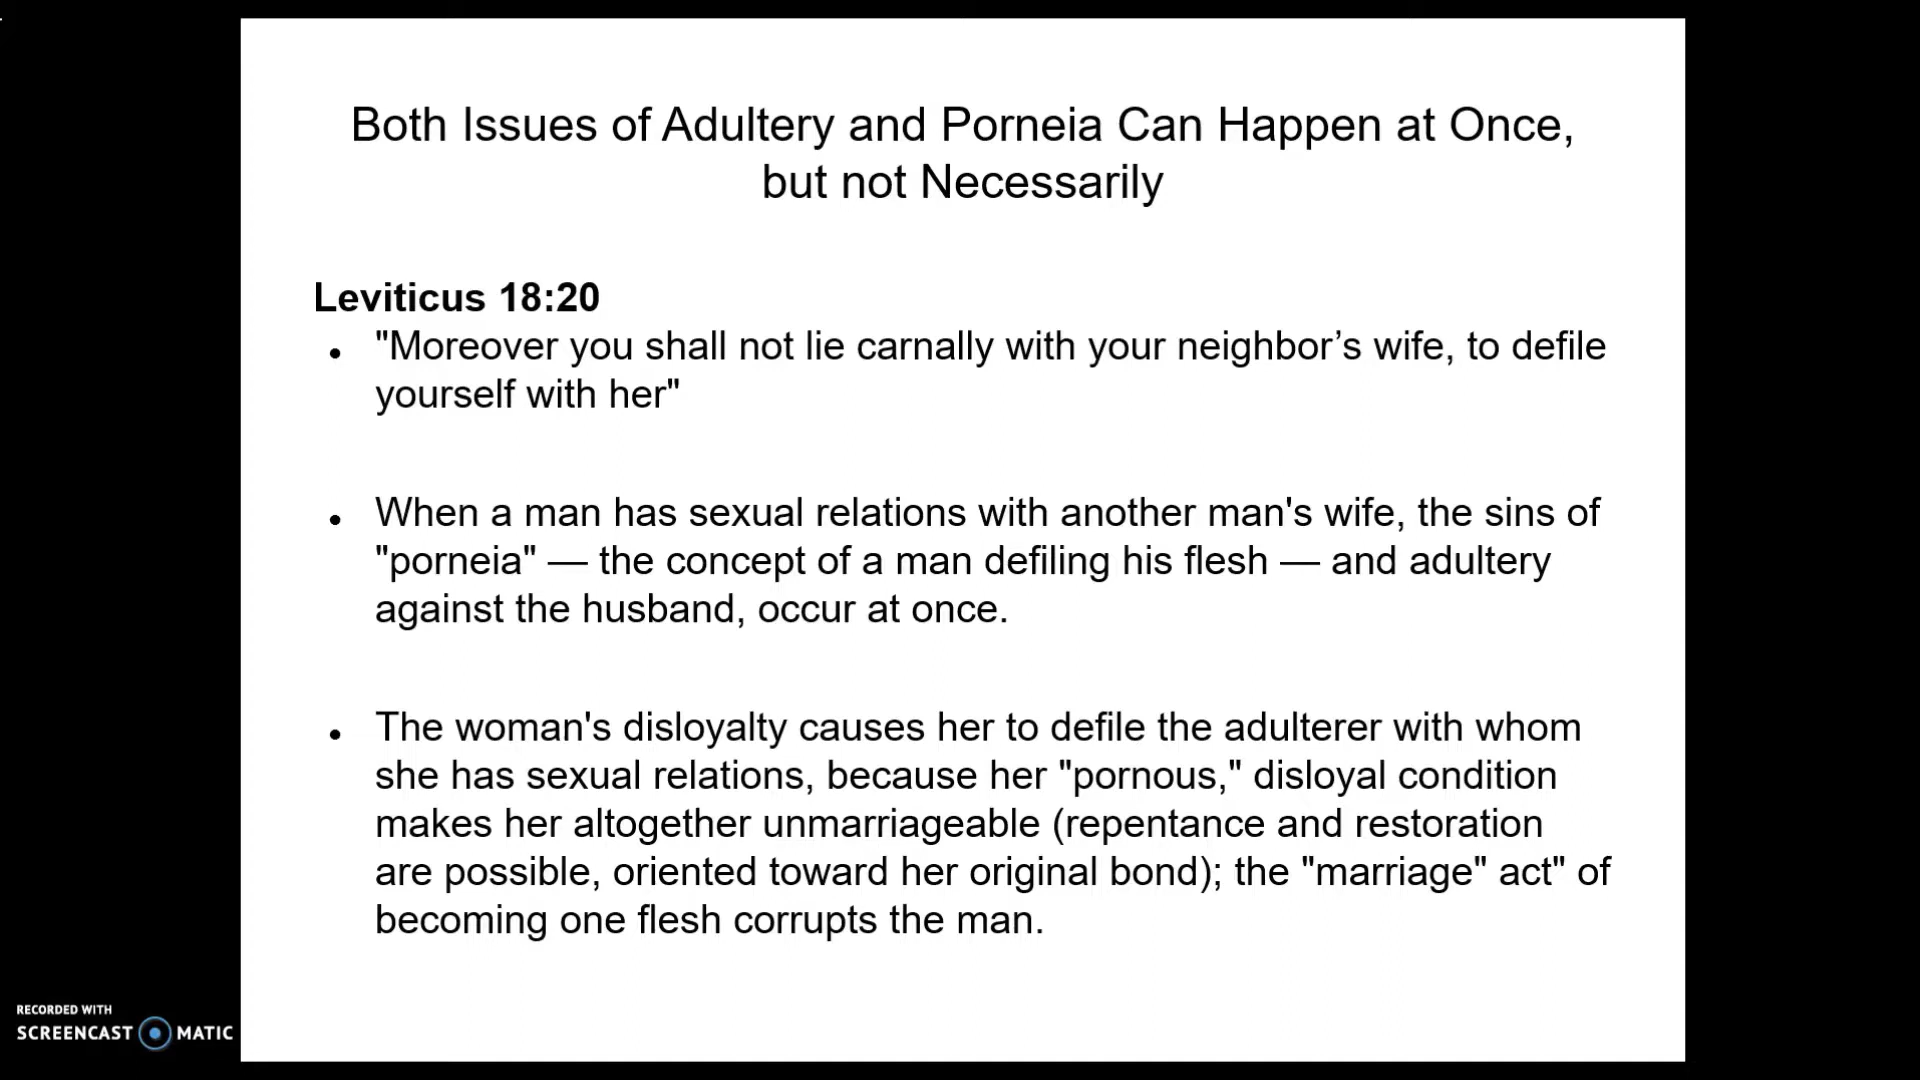 Both Issues of Adultery and Porneia Can Happen at Once,
but not Necessarily
Leviticus 18:20
• "Moreover you shall not lie carnally with your neighbor’s wife, to defile
yourself with her"
• When a man has sexual relations with another man's wife, the sins of
"porneia" — the concept of a man defiling his flesh — and adultery
against the husband, occur at once.
• The woman's disloyalty causes her to defile the adulterer with whom
she has sexual relations, because her "pornous," disloyal condition
makes her altogether unmarriageable (repentance and restoration
are possible, oriented toward her original bond); the "marriage" act" of
becoming one flesh corrupts the man.
RECORDED WITH
SCREENCAST MATIC